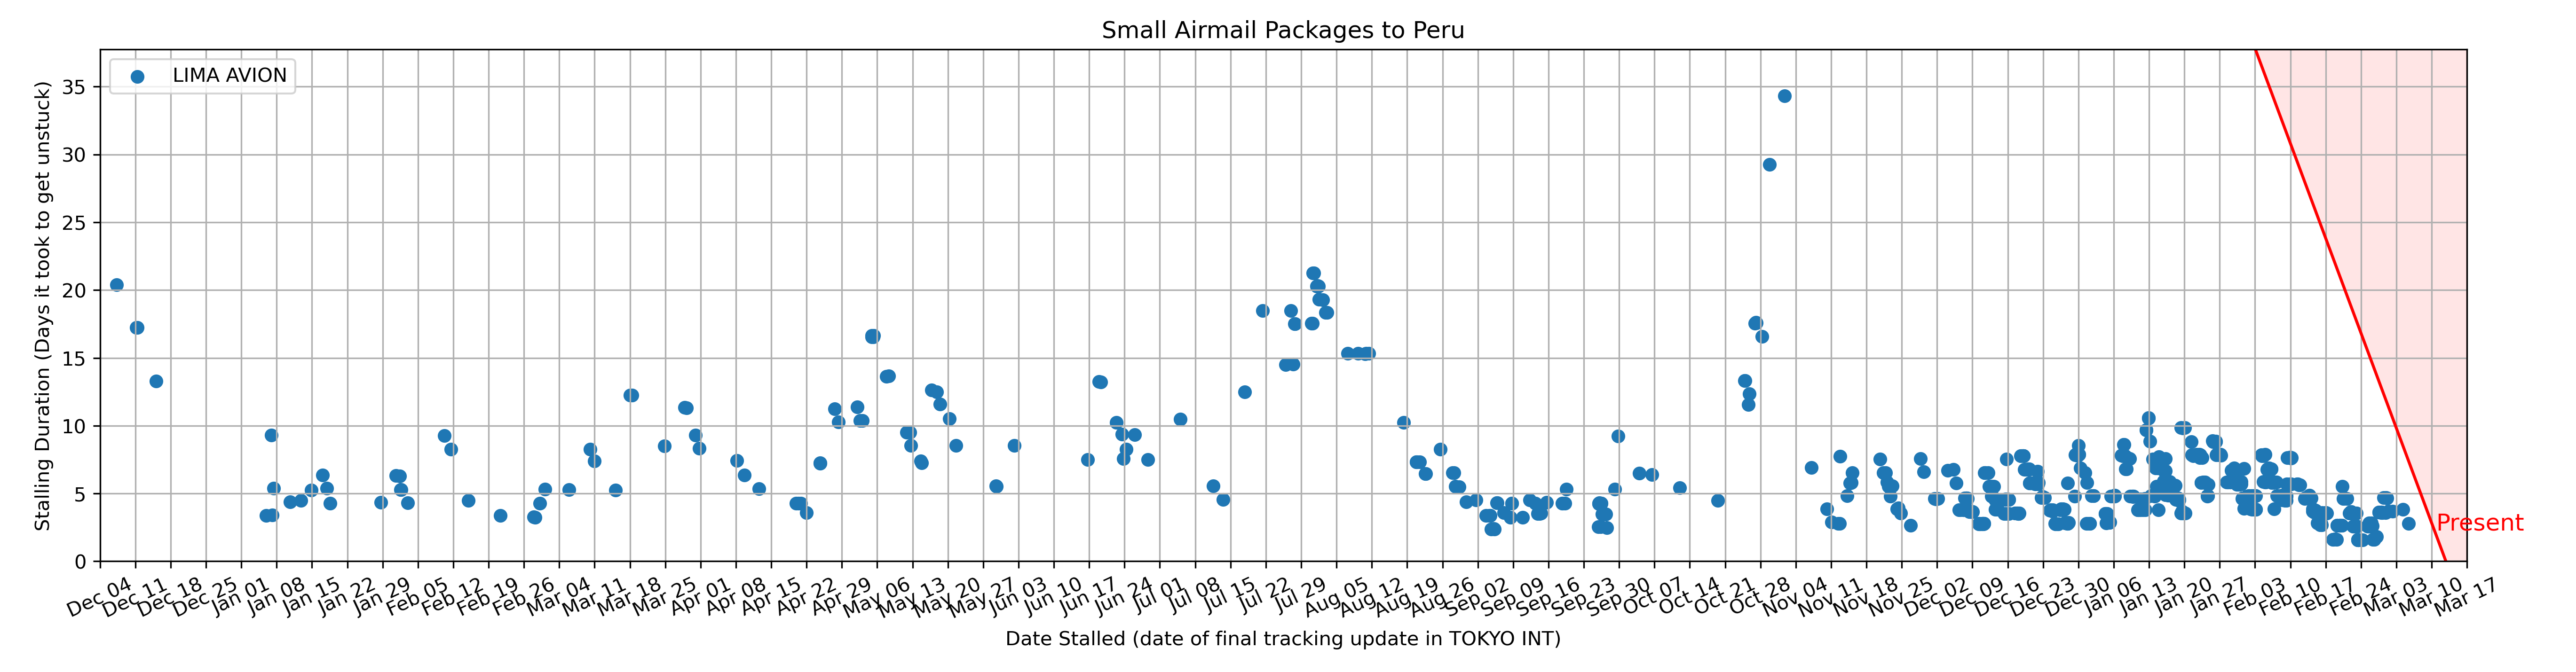 Small Airmail Packages to Peru
LIMA AVION
Stalling Duration (Days it took to get unstuck)
35
30
25
20
15
10
5
0
Present
Dec 04
Dec 11
Dec 18
Dec 25
Jan 01
Jan 08
Jan 15
Jan 22
Jan 29
Feb 05
Feb 12
Feb 19
Feb 26
Mar 04
Mar 11
Mar 18
Mar 25
Apr 01
Apr 08
Apr 15
Apr 22
Apr 29
May 06
May 13
May 20
May 27
Jun 03
Jun 10
Jun 17
Jun 24
Jul 01
Jul 08
Jul 15
Jul 22
Jul 29
Aug 05
Aug 12
Aug 19
Aug 26
Sep 02
Sep 09
Sep 16
Sep 23
Sep 30
Oct 07
Oct 14
Oct 21
Oct 28
Nov 04
Nov 11
Nov 18
Nov 25
Dec 02
Dec 09
Dec 16
Dec 23
Dec 30
Jan 06
Jan 13
Jan 20
Jan 27
Feb 03
Feb 10
Feb 17
Feb 24
Mar 03
Mar 10
Mar 17
Date Stalled (date of final tracking update in TOKYO INT)